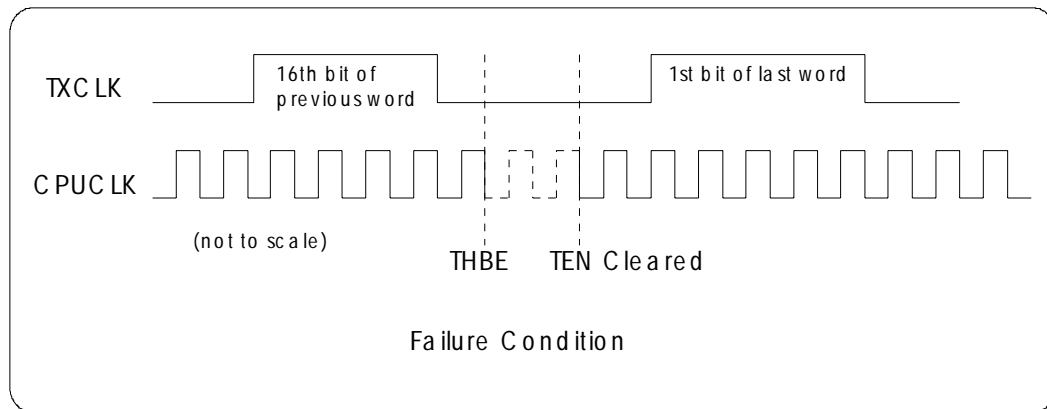 TXCLK
16th bit of
previous word
1st bit of last word
CPUCLK
(not to scale)
THBE
TEN Cleared
Failure Condition